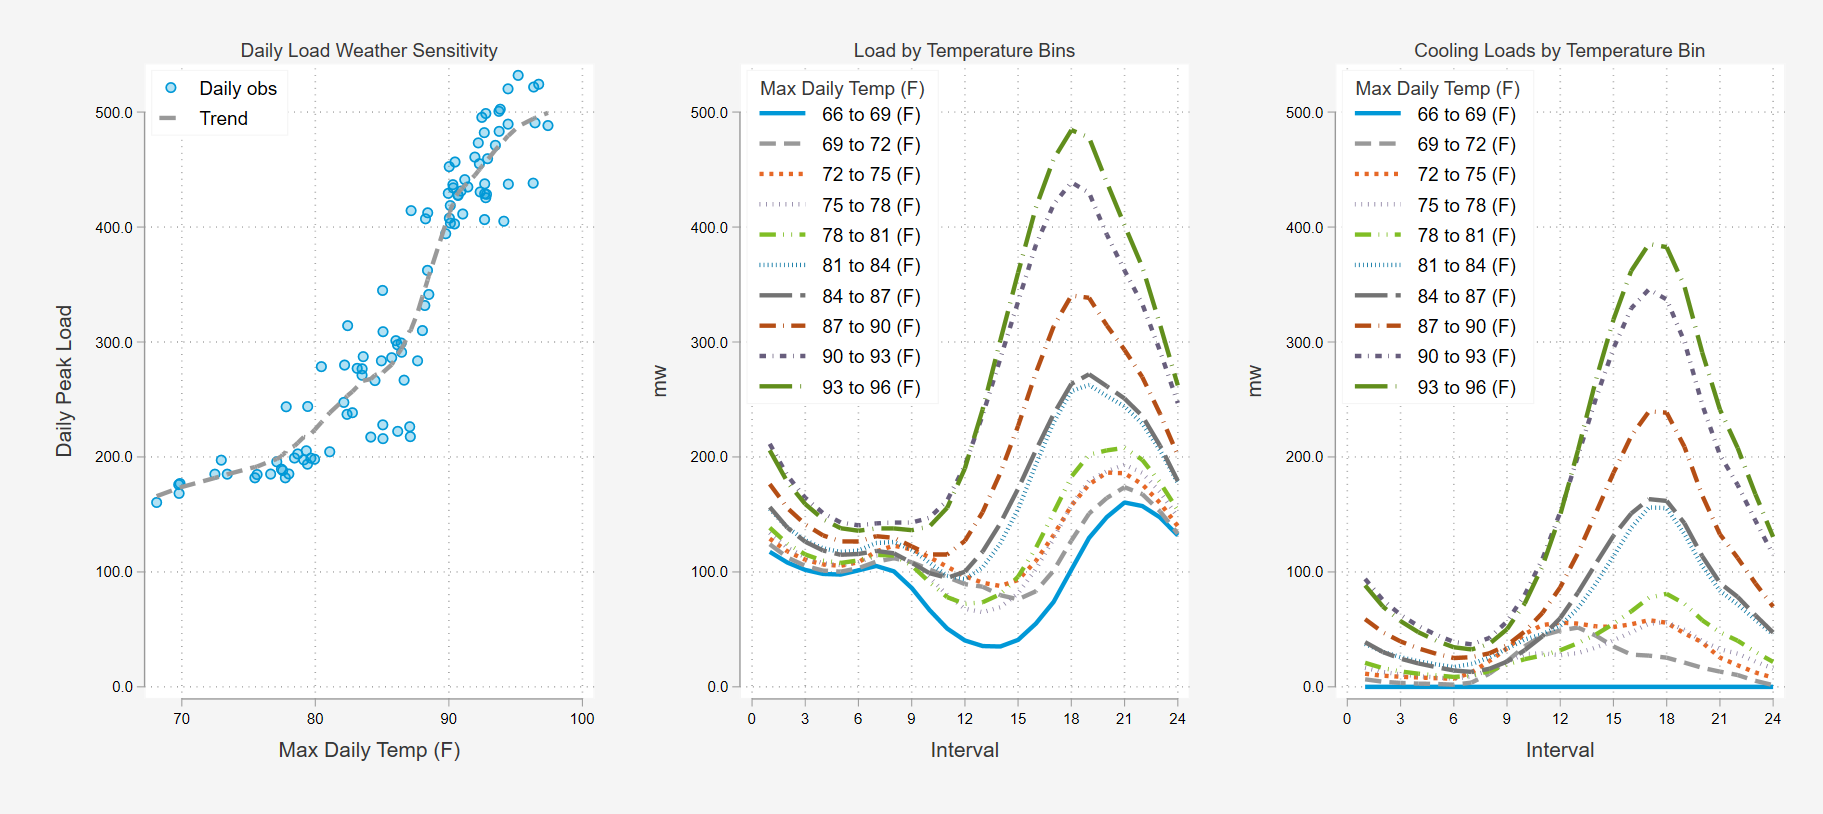 Daily Load Weather Sensitivity
Daily obs
Trend
500.0
400.0
300.0
200.0
100.0
0.0
Daily Peak Load
70 80 90 100
Max Daily Temp (F)
Load by Temperature Bins
Max Daily Temp (F)
66 to 69 (F)
69 to 72 (F)
72 to 75 (F)
75 to 78 (F)
78 to 81 (F)
81 to 84 (F)
84 to 87 (F)
87 to 90 (F)
90 to 93 (F)
93 to 96 (F)
500.0
400.0
300.0
200.0
100.0
0.0
mw
0 3 6 9 12 15 18 21 24
Interval
Cooling Loads by Temperature Bin
Max Daily Temp (F)
66 to 69 (F)
69 to 72 (F)
72 to 75 (F)
75 to 78 (F)
78 to 81 (F)
81 to 84 (F)
84 to 87 (F)
87 to 90 (F)
90 to 93 (F)
93 to 96 (F)
500.0
400.0
300.0
200.0
100.0
0.0
mw
0 3 6 9 12 15 18 21 24
Interval